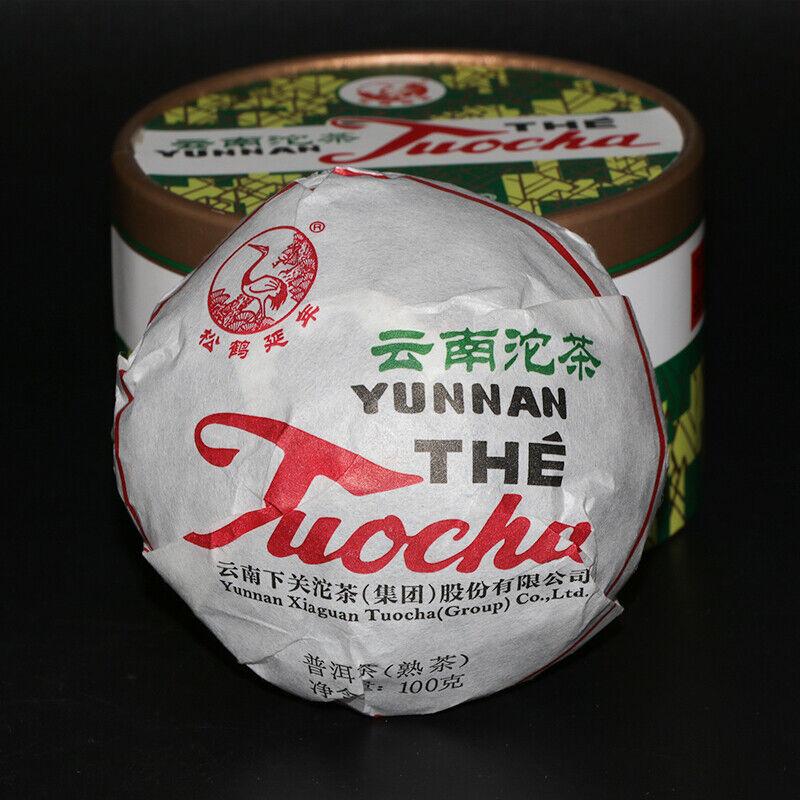 THÉ
云南沱茶
YUNNAN
Tuocha
®
松鹤延年
云南沱茶
YUNNAN
THÉ
Tuocha
云南下关沱茶(集团)股份有限公司
Yunnan Xiaguan Tuocha(Group) Co.,Ltd.
普洱茶(熟茶)
净含量: 100克